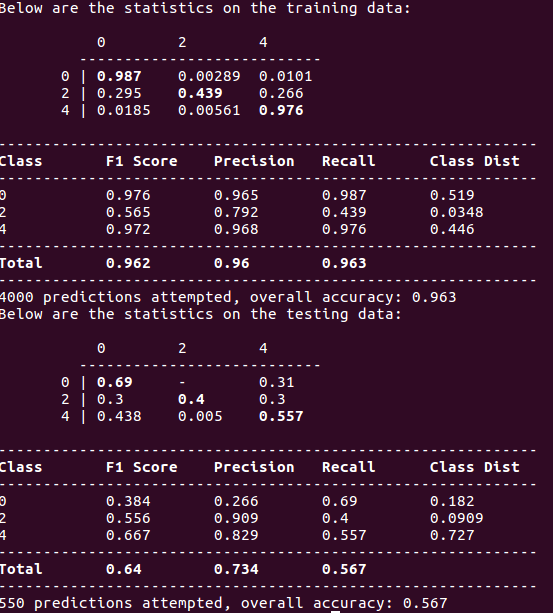 Below are the statistics on the training data:
0 2 4
----------------------------
0 | 0.987 0.00289 0.0101
2 | 0.295 0.439 0.266
4 | 0.0185 0.00561 0.976
------------------------------------------------------------
Class F1 Score Precision Recall Class Dist
------------------------------------------------------------
0 0.976 0.965 0.987 0.519
2 0.565 0.792 0.439 0.0348
4 0.972 0.968 0.976 0.446
------------------------------------------------------------
Total 0.962 0.96 0.963
------------------------------------------------------------
4000 predictions attempted, overall accuracy: 0.963
Below are the statistics on the testing data:
0 2 4
----------------------------
0 | 0.69 - 0.31
2 | 0.3 0.4 0.3
4 | 0.438 0.005 0.557
------------------------------------------------------------
Class F1 Score Precision Recall Class Dist
------------------------------------------------------------
0 0.384 0.266 0.69 0.182
2 0.556 0.909 0.4 0.0909
4 0.667 0.829 0.557 0.727
------------------------------------------------------------
Total 0.64 0.734 0.567
------------------------------------------------------------
550 predictions attempted, overall accuracy: 0.567